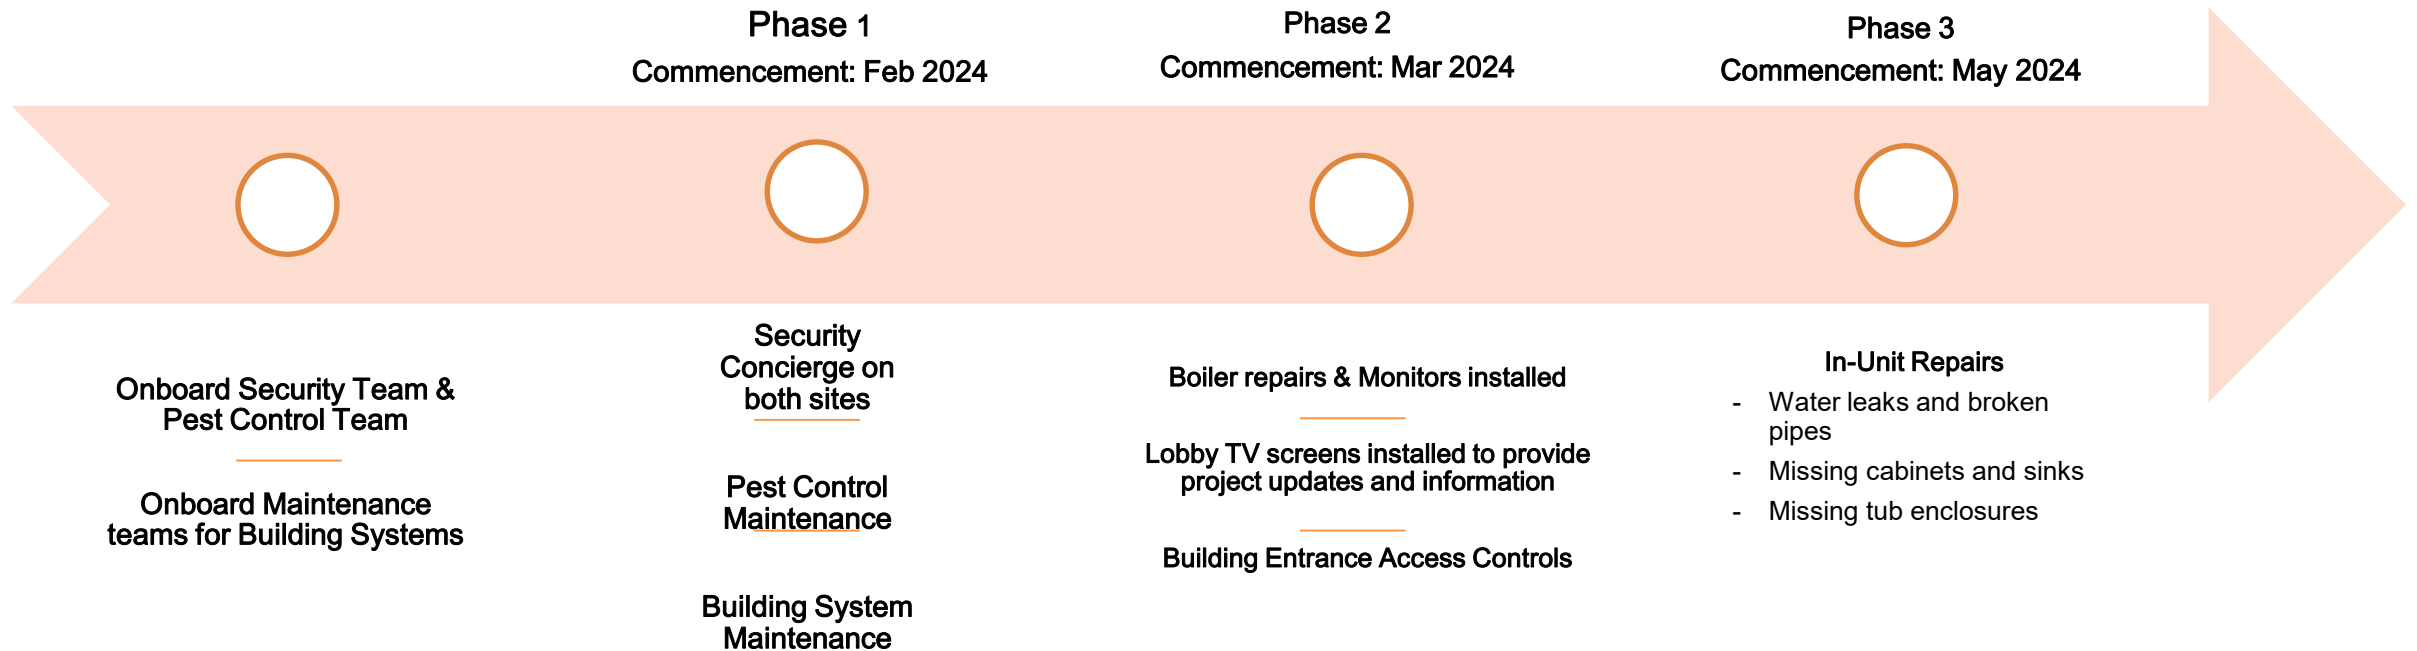 Phase 1
Commencement: Feb 2024
Phase 2
Commencement: Mar 2024
Phase 3
Commencement: May 2024
Onboard Security Team &
Pest Control Team
Onboard Maintenance
teams for Building Systems
Security
Concierge on
both sites
Pest Control
Maintenance
Building System
Maintenance
Boiler repairs & Monitors installed
Lobby TV screens installed to provide
project updates and information
Building Entrance Access Controls
In-Unit Repairs
- Water leaks and broken
pipes
- Missing cabinets and sinks
- Missing tub enclosures